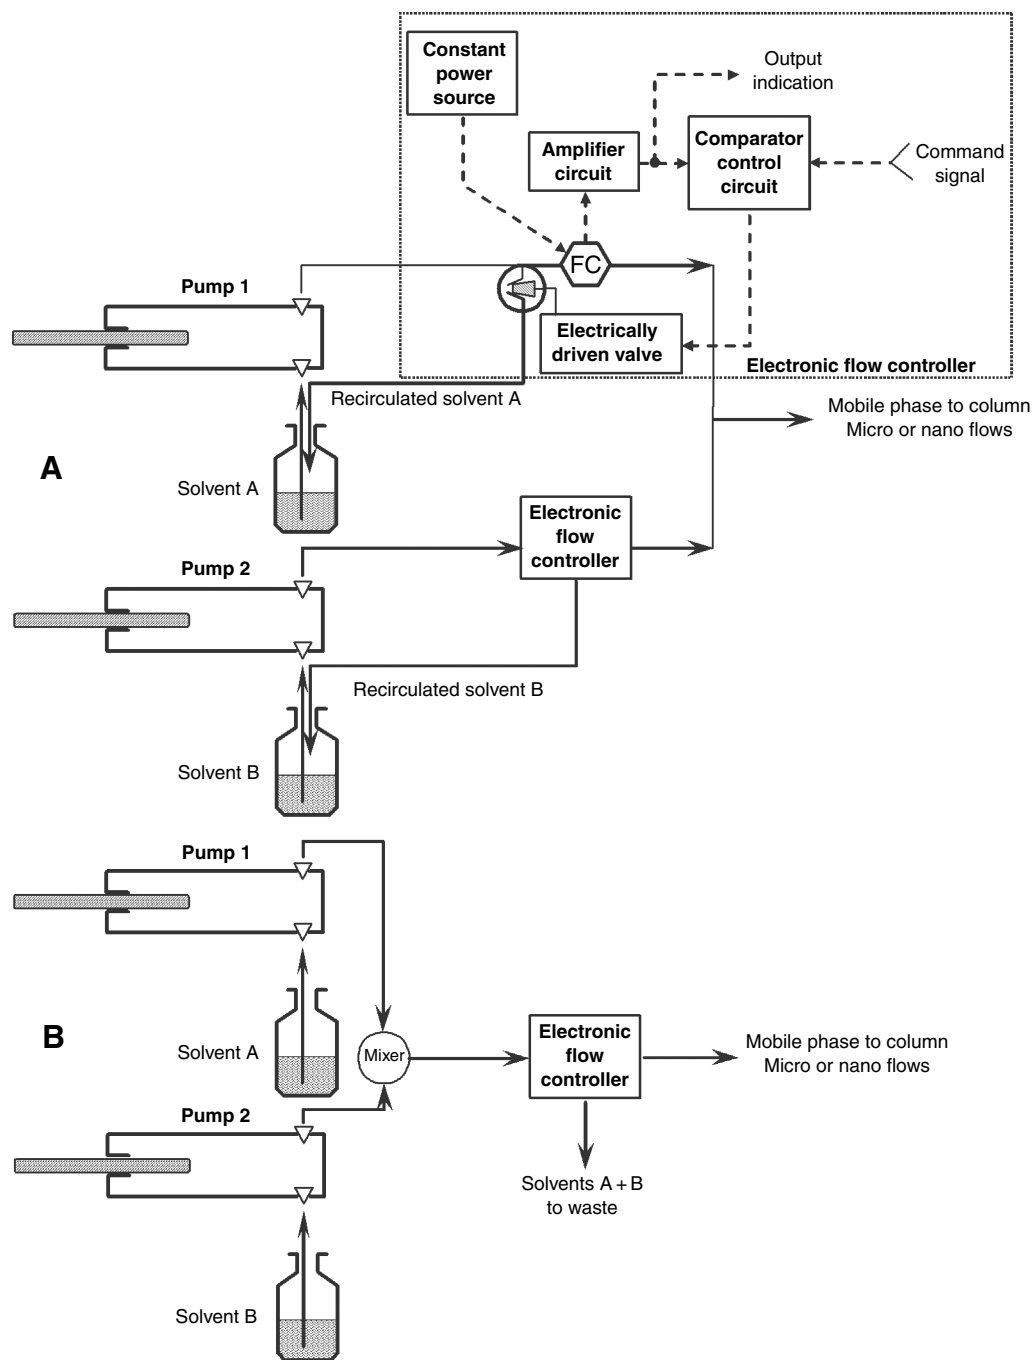 Constant
power
source
Output
indication
Amplifier
circuit
Comparator
control
circuit
Command
signal
FC
Pump 1
Electrically
driven valve
Electronic flow controller
Recirculated solvent A
Mobile phase to column
Micro or nano flows
A
Solvent A
Electronic
flow
controller
Pump 2
Recirculated solvent B
Solvent B
Pump 1
B
Solvent A
Mixer
Electronic
flow
controller
Mobile phase to column
Micro or nano flows
Pump 2
Solvents A + B
to waste
Solvent B